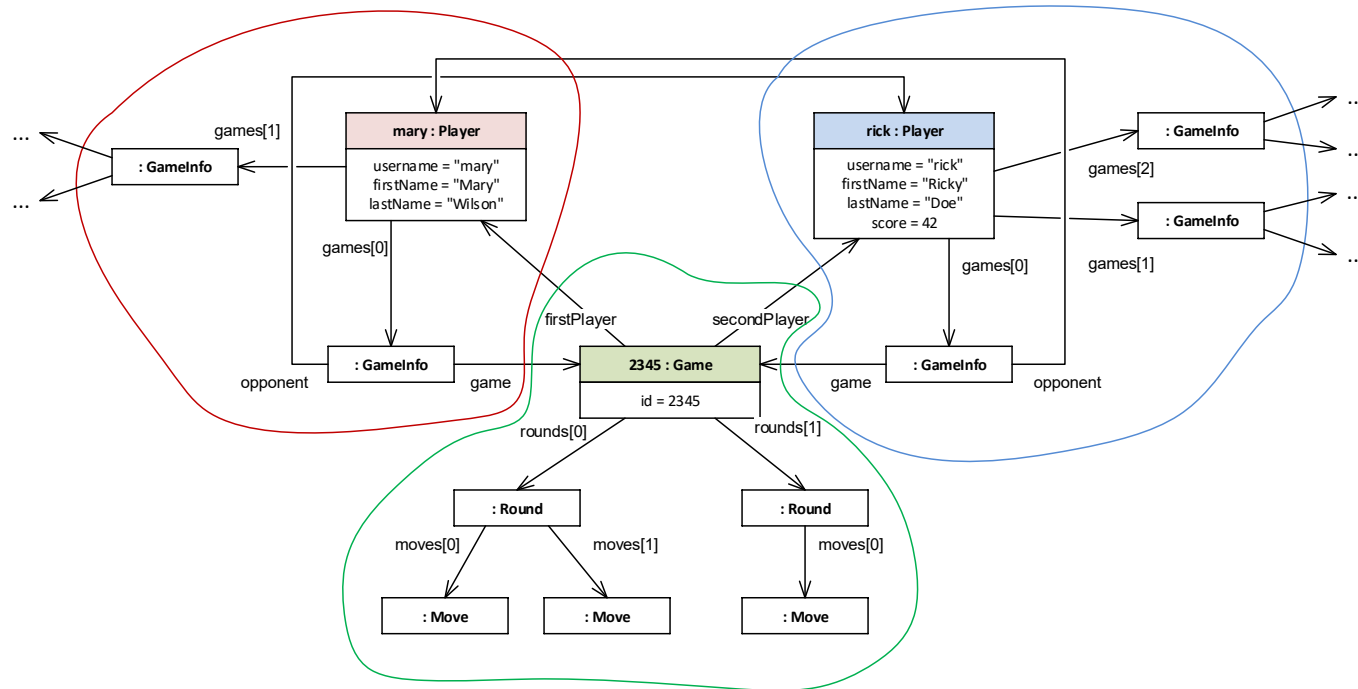 mary : Player
username = "mary"
firstName = "Mary"
lastName = "Wilson"
games[1]
: GameInfo
...
...
games[0]
: GameInfo
opponent
game
rick : Player
username = "rick"
firstName = "Ricky"
lastName = "Doe"
score = 42
games[2]
: GameInfo
..
..
games[1]
: GameInfo
..
..
games[0]
: GameInfo
game
opponent
firstPlayer
secondPlayer
2345 : Game
id = 2345
rounds[0]
rounds[1]
: Round
: Round
moves[0]
moves[1]
moves[0]
: Move
: Move
: Move